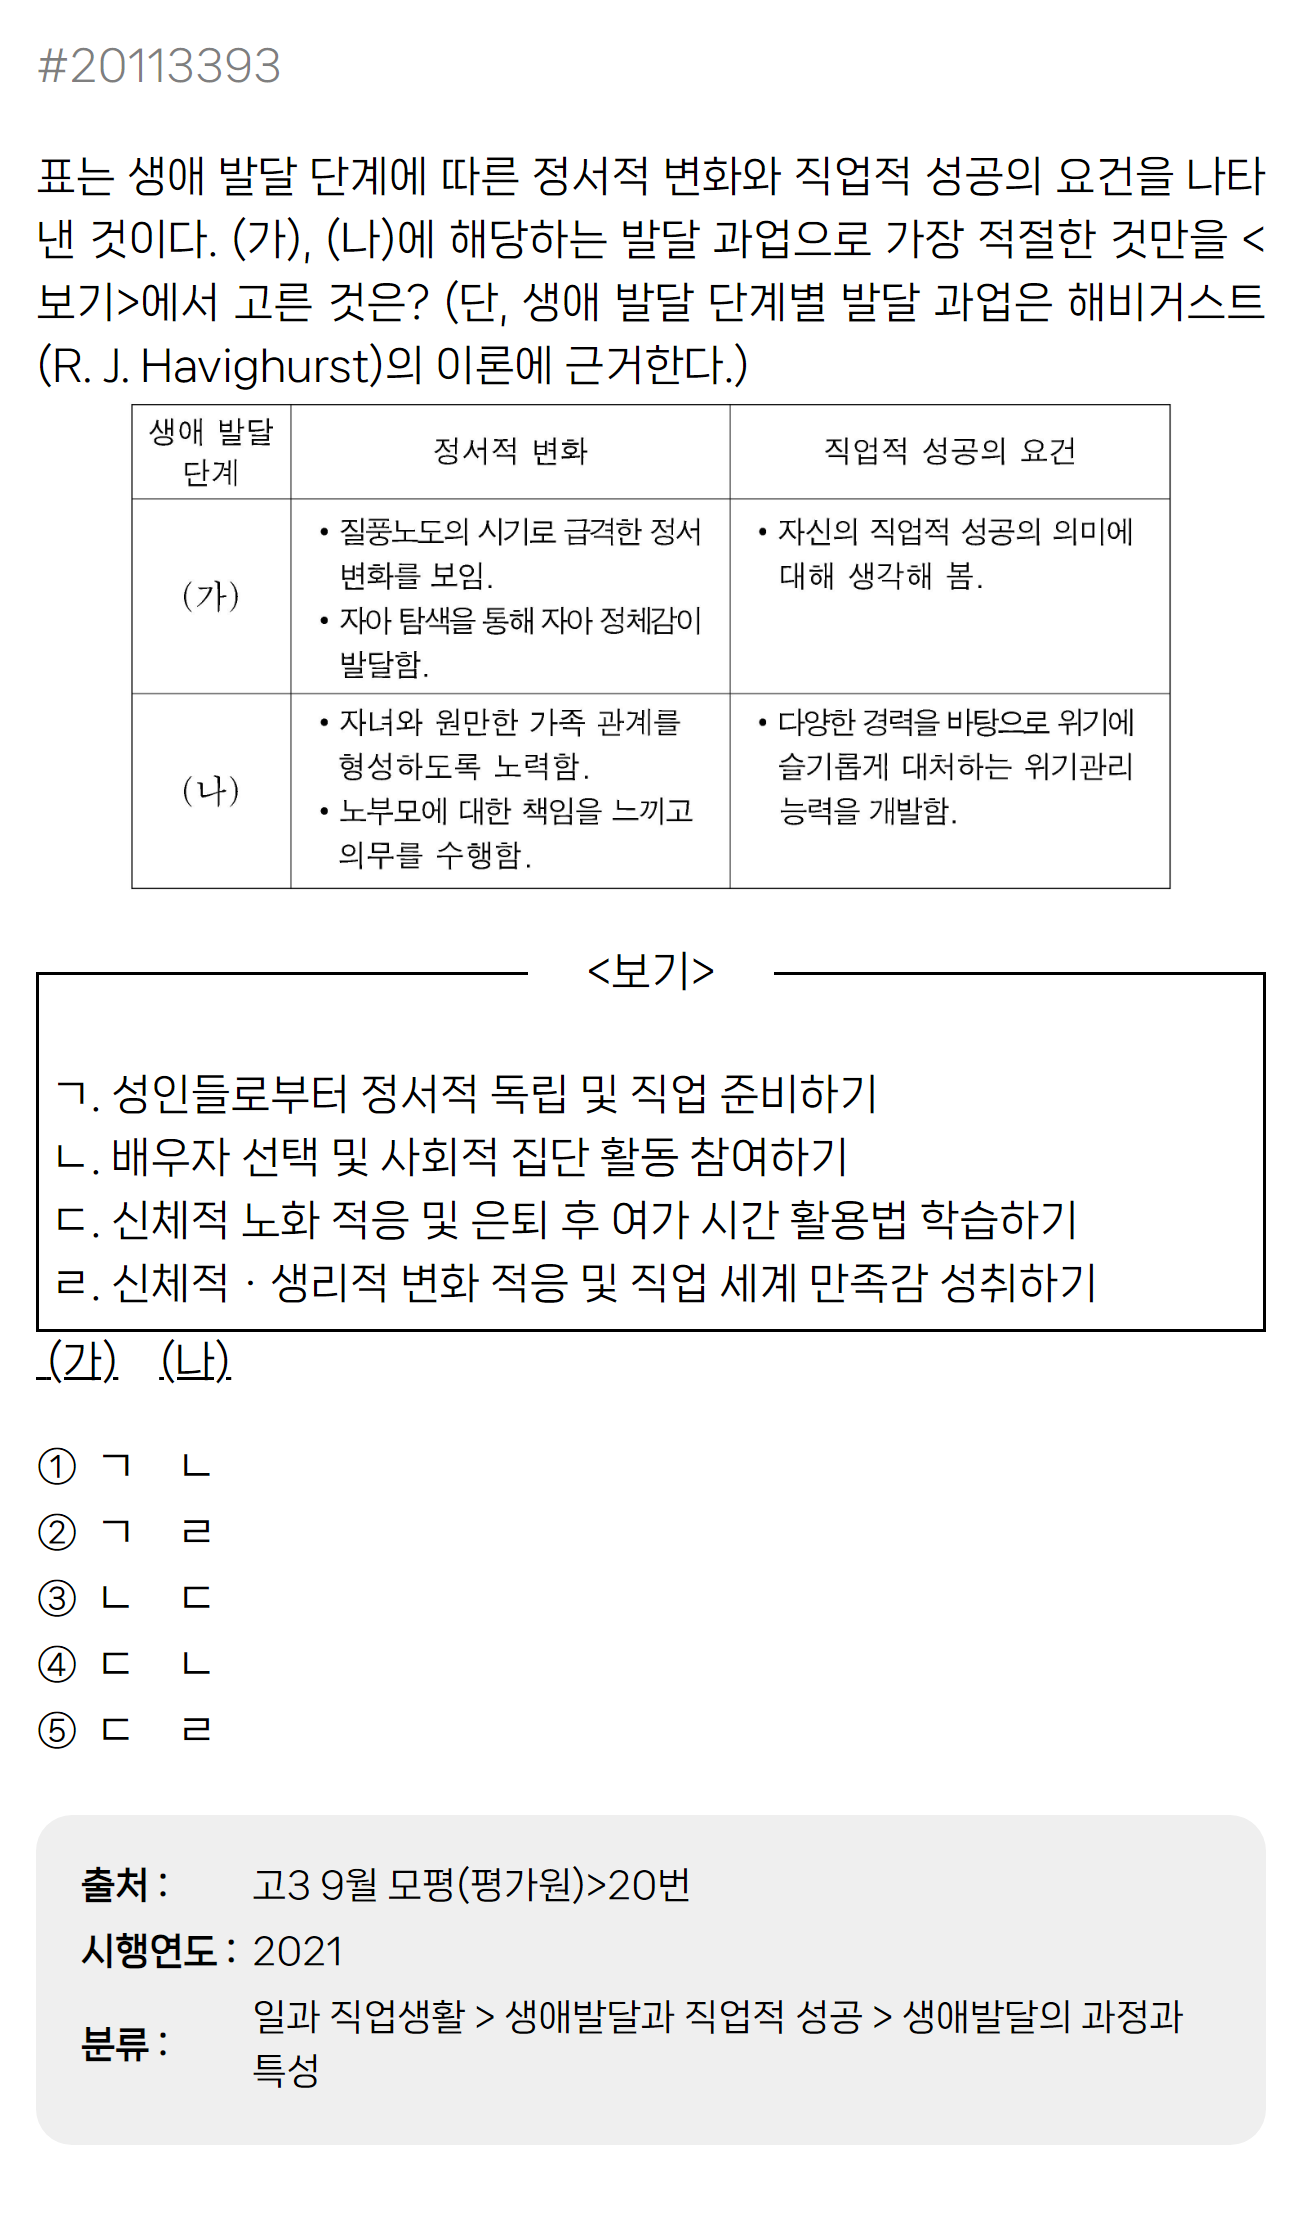 #20113393
표는 생애 발달 단계에 따른 정서적 변화와 직업적 성공의 요건을 나타
낸 것이다. (가), (나)에 해당하는 발달 과업으로 가장 적절한 것만을 <
보기>에서 고른 것은? (단, 생애 발달 단계별 발달 과업은 해비거스트
(R. J. Havighurst)의 이론에 근거한다.)
생애 발달
단계
정서적 변화
직업적 성공의 요건
(가)
• 질풍노도의 시기로 급격한 정서
변화를 보임.
• 자아 탐색을 통해 자아 정체감이
발달함.
• 자신의 직업적 성공의 의미에
대해 생각해 봄.
(나)
• 자녀와 원만한 가족 관계를
형성하도록 노력함.
• 노부모에 대한 책임을 느끼고
의무를 수행함.
• 다양한 경력을 바탕으로 위기에
슬기롭게 대처하는 위기관리
능력을 개발함.
<보기>
ㄱ. 성인들로부터 정서적 독립 및 직업 준비하기
ㄴ. 배우자 선택 및 사회적 집단 활동 참여하기
ㄷ. 신체적 노화 적응 및 은퇴 후 여가 시간 활용법 학습하기
ㄹ. 신체적 · 생리적 변화 적응 및 직업 세계 만족감 성취하기
(가) (나)
① ㄱ ㄴ
② ㄱ ㄹ
③ ㄴ ㄷ
④ ㄷ ㄴ
⑤ ㄷ ㄹ
출처 : 고3 9월 모평(평가원)>20번
시행연도 : 2021
분류 : 일과 직업생활 > 생애발달과 직업적 성공 > 생애발달의 과정과
특성